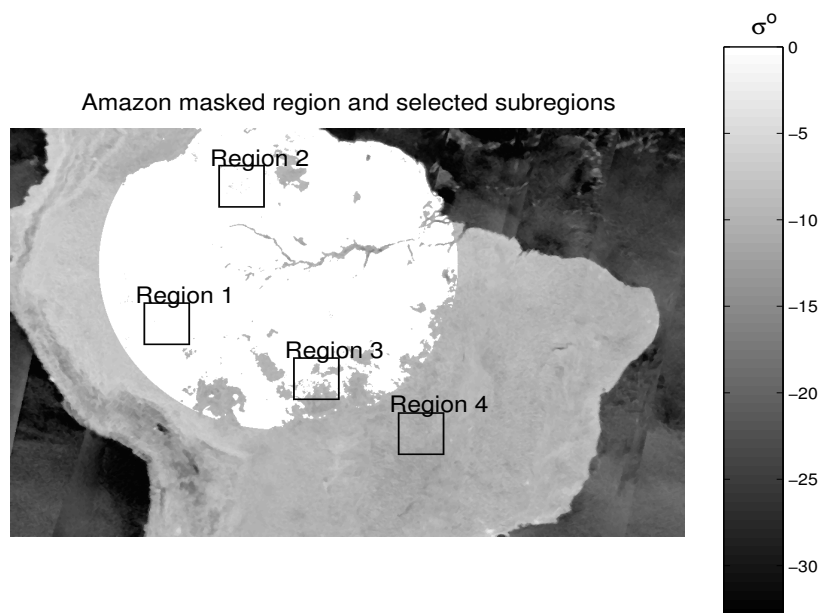 σº
Amazon masked region and selected subregions
Region 2
Region 1
Region 3
Region 4
0
−5
−10
−15
−20
−25
−30